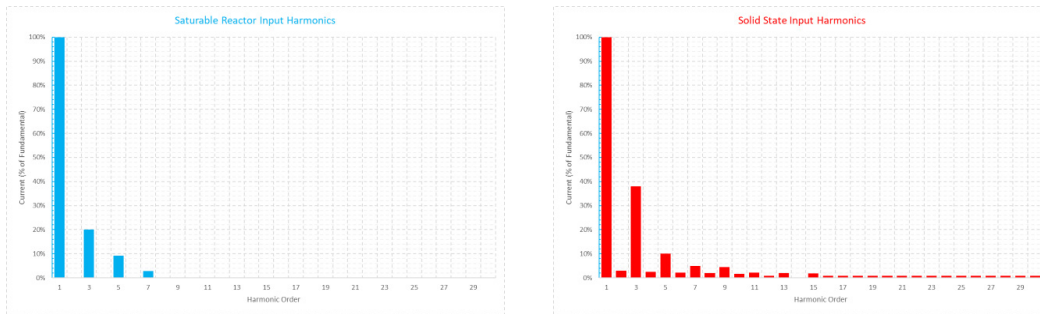 Saturable Reactor Input Harmonics
100%
90%
80%
70%
60%
50%
40%
30%
20%
10%
0%
Current (% of Fundamental)
1 3 5 7 9 11 13 15 17 19 21 23 25 27 29
Harmonic Order
Solid State Input Harmonics
100%
90%
80%
70%
60%
50%
40%
30%
20%
10%
0%
Current (% of Fundamental)
1 3 5 7 9 11 13 15 17 19 21 23 25 27 29
Harmonic Order